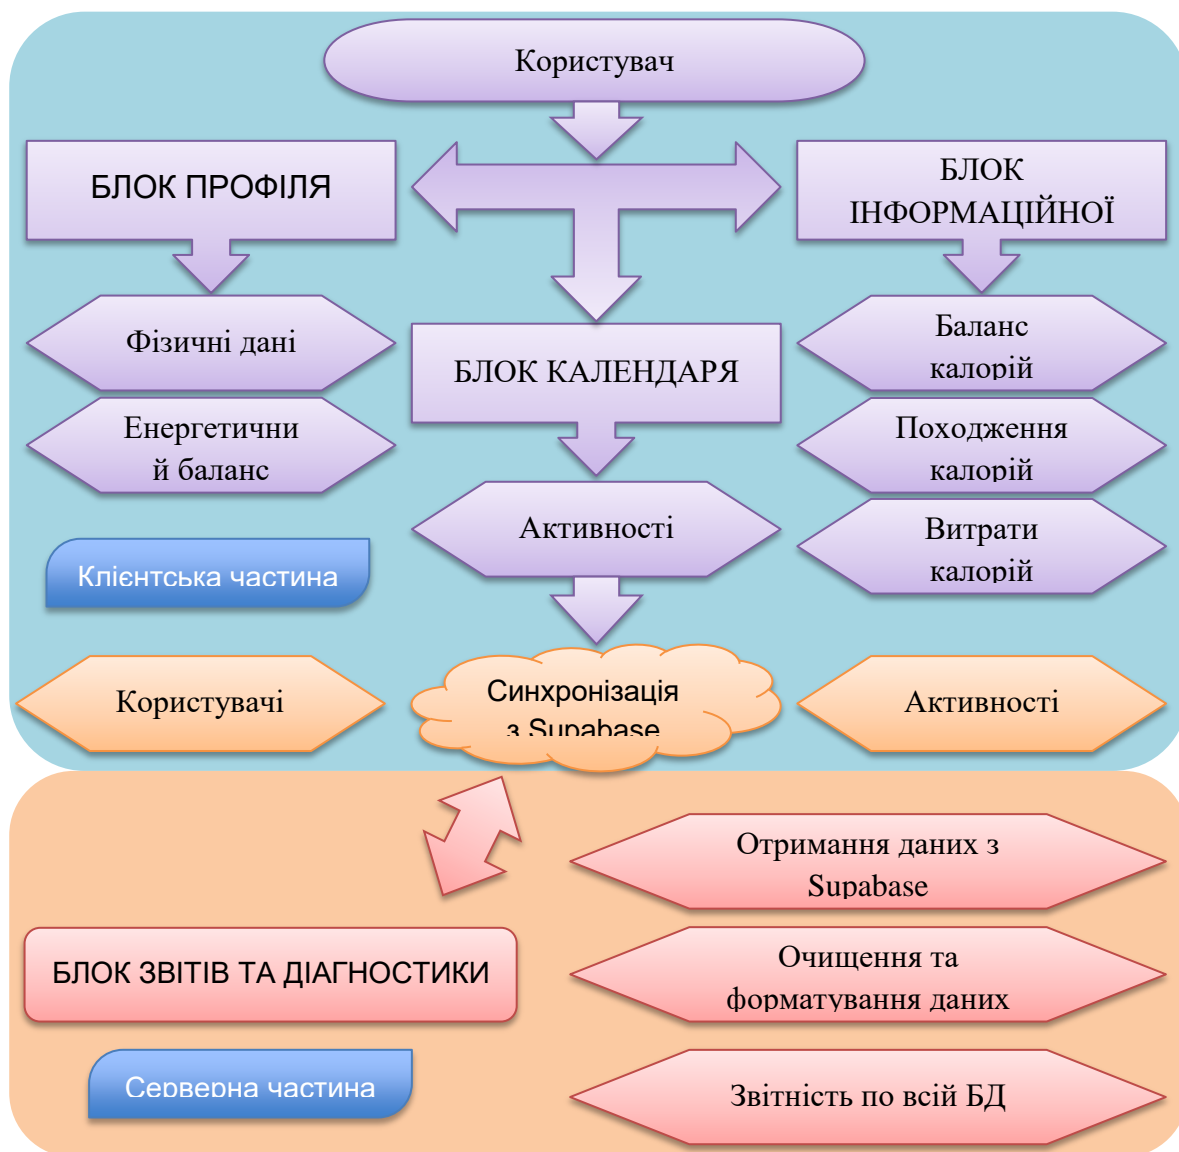 Користувач
БЛОК ПРОФІЛЯ
БЛОК
ІНФОРМАЦІЙНОЇ
Фізичні дані
Енергетични
й баланс
БЛОК КАЛЕНДАРЯ
Активності
Баланс
калорій
Походження
калорій
Витрати
калорій
Клієнтська частина
Користувачі
Синхронізація
з Supabase
Активності
БЛОК ЗВІТІВ ТА ДІАГНОСТИКИ
Отримання даних з
Supabase
Очищення та
форматування даних
Звітність по всій БД
Серверна частина